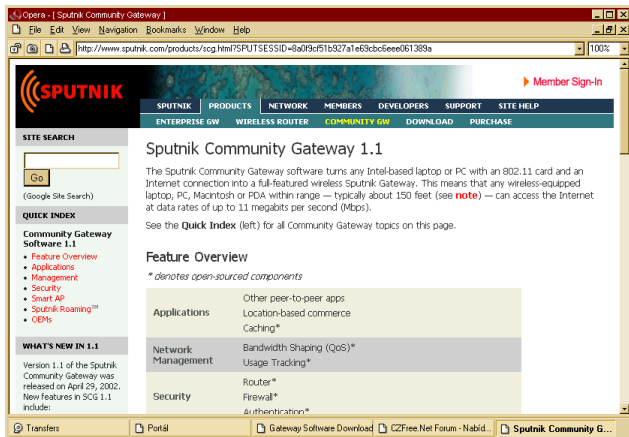 Opera - [ Sputnik Community Gateway ]
File Edit View Navigation Bookmarks Window Help
http://www.sputnik.com/products/scg.html?SPUTSESSID=8a0f9cf51b927a1e69cbc6eee061389a
100%
SPUTNIK
Member Sign-In
SPUTNIK PRODUCTS NETWORK MEMBERS DEVELOPERS SUPPORT SITE HELP
ENTERPRISE GW WIRELESS ROUTER COMMUNITY GW DOWNLOAD PURCHASE
SITE SEARCH
Go
(Google Site Search)
QUICK INDEX
Community Gateway
Software 1.1
• Feature Overview
• Applications
• Management
• Security
• Smart AP
• Sputnik Roaming™
• OEMs
WHAT'S NEW IN 1.1
Version 1.1 of the Sputnik
Community Gateway was
released on April 29, 2002.
New features in SCG 1.1
include:
Sputnik Community Gateway 1.1
The Sputnik Community Gateway software turns any Intel-based laptop or PC with an 802.11 card and an
Internet connection into a full-featured wireless Sputnik Gateway. This means that any wireless-equipped
laptop, PC, Macintosh or PDA within range — typically about 150 feet (see note) — can access the Internet
at data rates of up to 11 megabits per second (Mbps).
See the Quick Index (left) for all Community Gateway topics on this page.
Feature Overview
* denotes open-sourced components
Applications
Other peer-to-peer apps
Location-based commerce
Caching*
Network
Management
Bandwidth Shaping (QoS)*
Usage Tracking*
Security
Router*
Firewall*
Authentication*
Transfers
Portál
Gateway Software Download
CZFree.Net Forum - Nabíd...
Sputnik Community G...